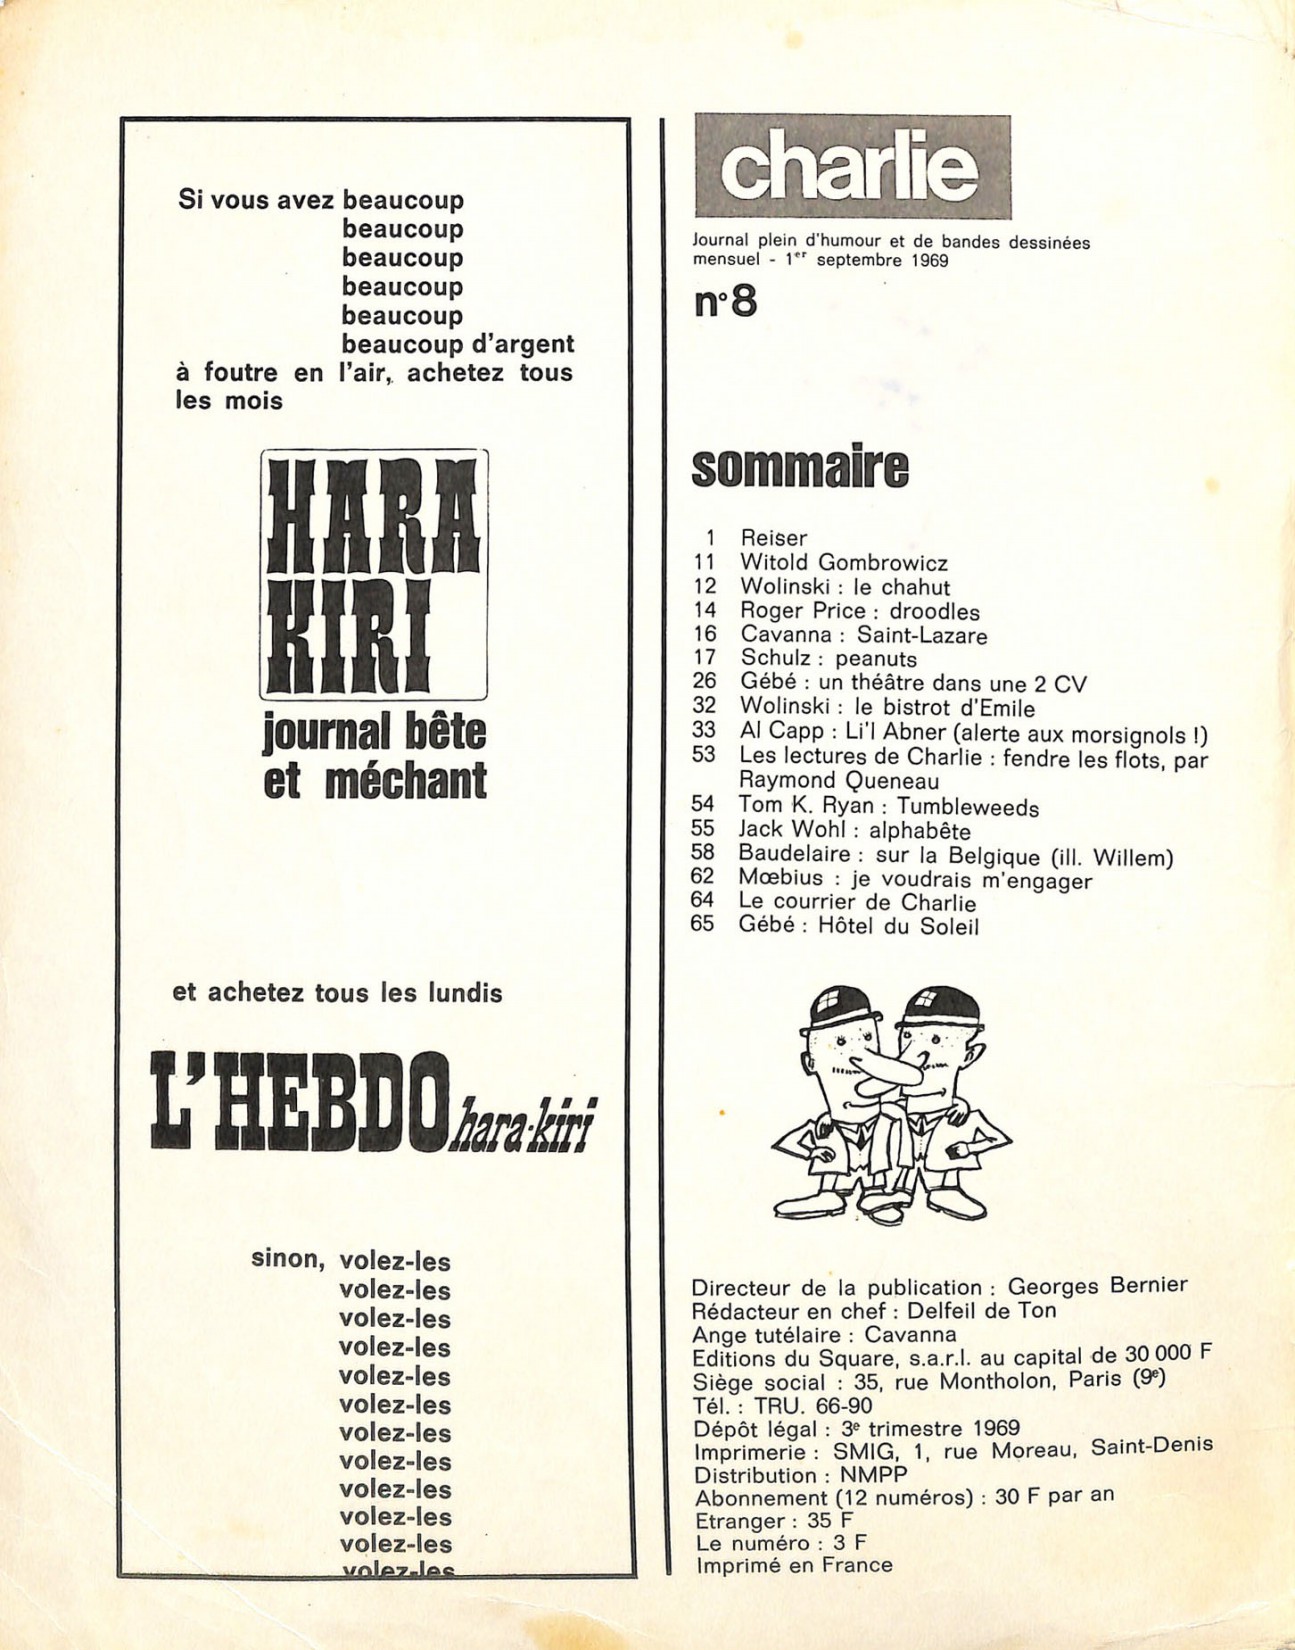 Si vous avez beaucoup
beaucoup
beaucoup
beaucoup
beaucoup
beaucoup d'argent
à foutre en l'air, achetez tous
les mois
HARA
KIRI
journal bête
et méchant
et achetez tous les lundis
L'HEBDO hara-kiri
sinon, volez-les
volez-les
volez-les
volez-les
volez-les
volez-les
volez-les
volez-les
volez-les
volez-les
volez-les
volez-les
charlie
Journal plein d'humour et de bandes dessinées
mensuel - 1er septembre 1969
n°8
sommaire
1 Reiser
11 Witold Gombrowicz
12 Wolinski : le chahut
14 Roger Price : droodles
16 Cavanna : Saint-Lazare
17 Schulz : peanuts
26 Gébé : un théâtre dans une 2 CV
32 Wolinski : le bistrot d'Emile
33 Al Capp : Li'l Abner (alerte aux morsignols !)
53 Les lectures de Charlie : fendre les flots, par
Raymond Queneau
54 Tom K. Ryan : Tumbleweeds
55 Jack Wohl : alphabête
58 Baudelaire : sur la Belgique (ill. Willem)
62 Mœbius : je voudrais m'engager
64 Le courrier de Charlie
65 Gébé : Hôtel du Soleil
Directeur de la publication : Georges Bernier
Rédacteur en chef : Delfeil de Ton
Ange tutélaire : Cavanna
Editions du Square, s.a.r.l. au capital de 30 000 F
Siège social : 35, rue Montholon, Paris (9e)
Tél. : TRU. 66-90
Dépôt légal : 3e trimestre 1969
Imprimerie : SMIG, 1, rue Moreau, Saint-Denis
Distribution : NMPP
Abonnement (12 numéros) : 30 F par an
Etranger : 35 F
Le numéro : 3 F
Imprimé en France